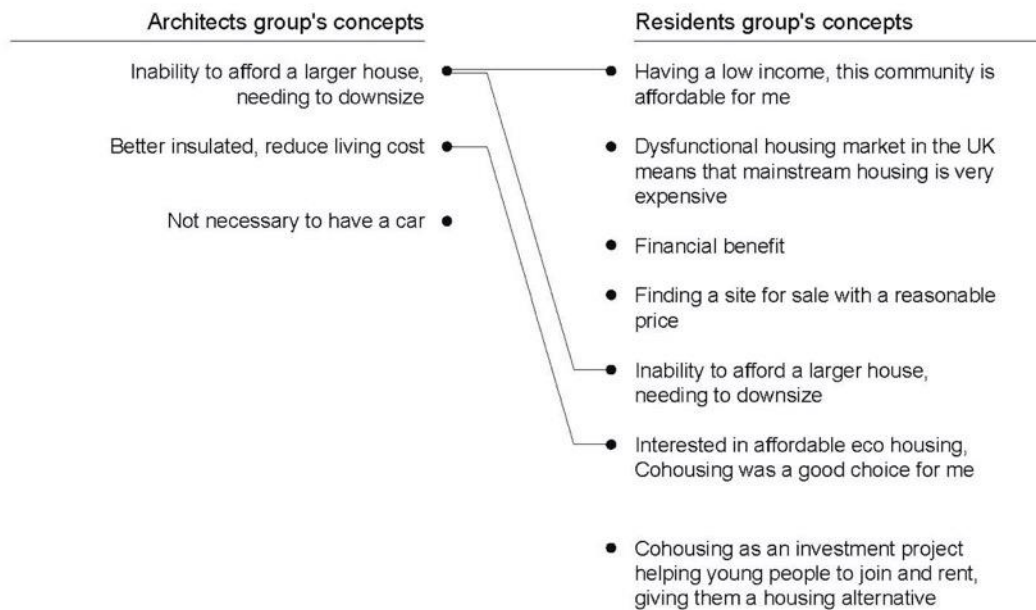 Architects group's concepts
Inability to afford a larger house,
needing to downsize
Better insulated, reduce living cost
Not necessary to have a car
Residents group's concepts
Having a low income, this community is
affordable for me
Dysfunctional housing market in the UK
means that mainstream housing is very
expensive
Financial benefit
Finding a site for sale with a reasonable
price
Inability to afford a larger house,
needing to downsize
Interested in affordable eco housing,
Cohousing was a good choice for me
Cohousing as an investment project
helping young people to join and rent,
giving them a housing alternative